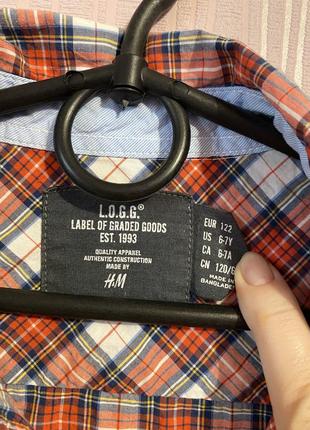 L.O.G.G.®
LABEL OF GRADED GOODS
EST. 1993
QUALITY APPAREL
AUTHENTIC CONSTRUCTION
MADE BY
H&M
EUR 122
US 6-7Y
CA 6-7A
CN 120/6
MADE IN
BANGLADE